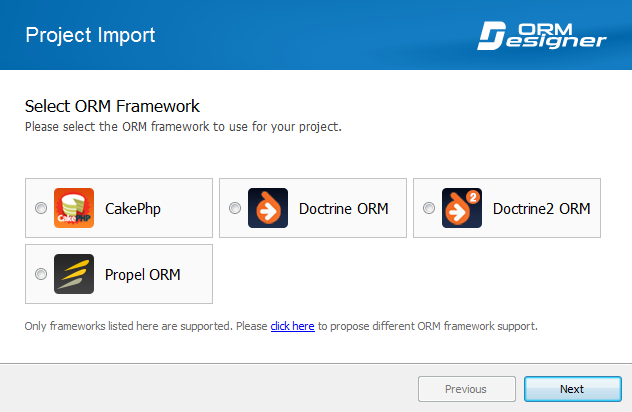 Project Import
ORM
Designer
Select ORM Framework
Please select the ORM framework to use for your project.
CakePHP
CakePhp
Doctrine ORM
2
Doctrine2 ORM
Propel ORM
Only frameworks listed here are supported. Please click here to propose different ORM framework support.
Previous
Next